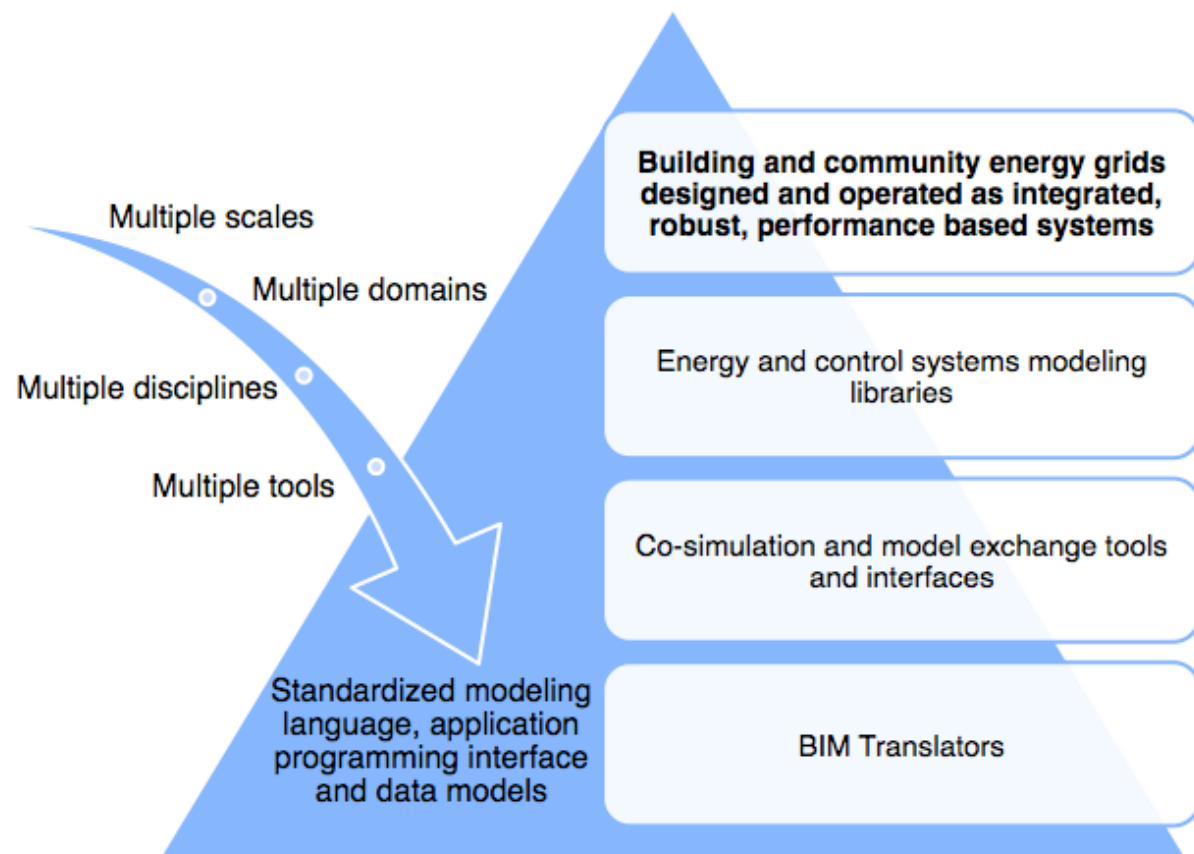 Building and community energy grids
designed and operated as integrated,
robust, performance based systems
Multiple scales
Multiple domains
Energy and control systems modeling
libraries
Multiple disciplines
Multiple tools
Co-simulation and model exchange tools
and interfaces
Standardized modeling
language, application
programming interface
and data models
BIM Translators